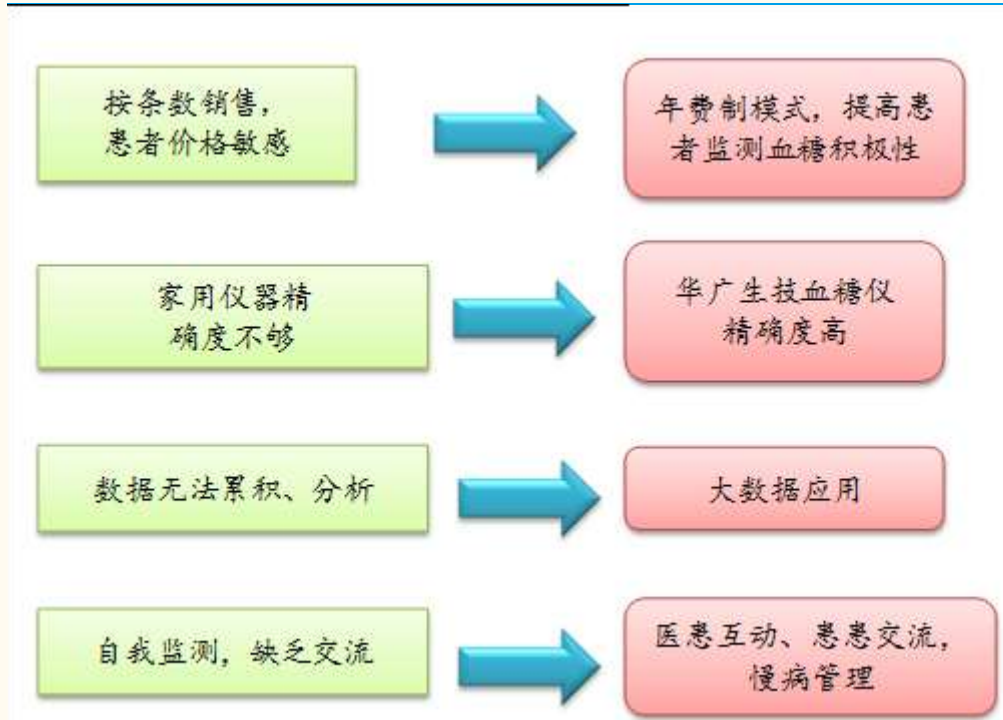 按条数销售，
患者价格敏感
年费制模式，提高患
者监测血糖积极性
家用仪器精
确度不够
华广生技血糖仪
精确度高
数据无法累积、分析
大数据应用
自我监测，缺乏交流
医患互动、患患交流，
慢病管理